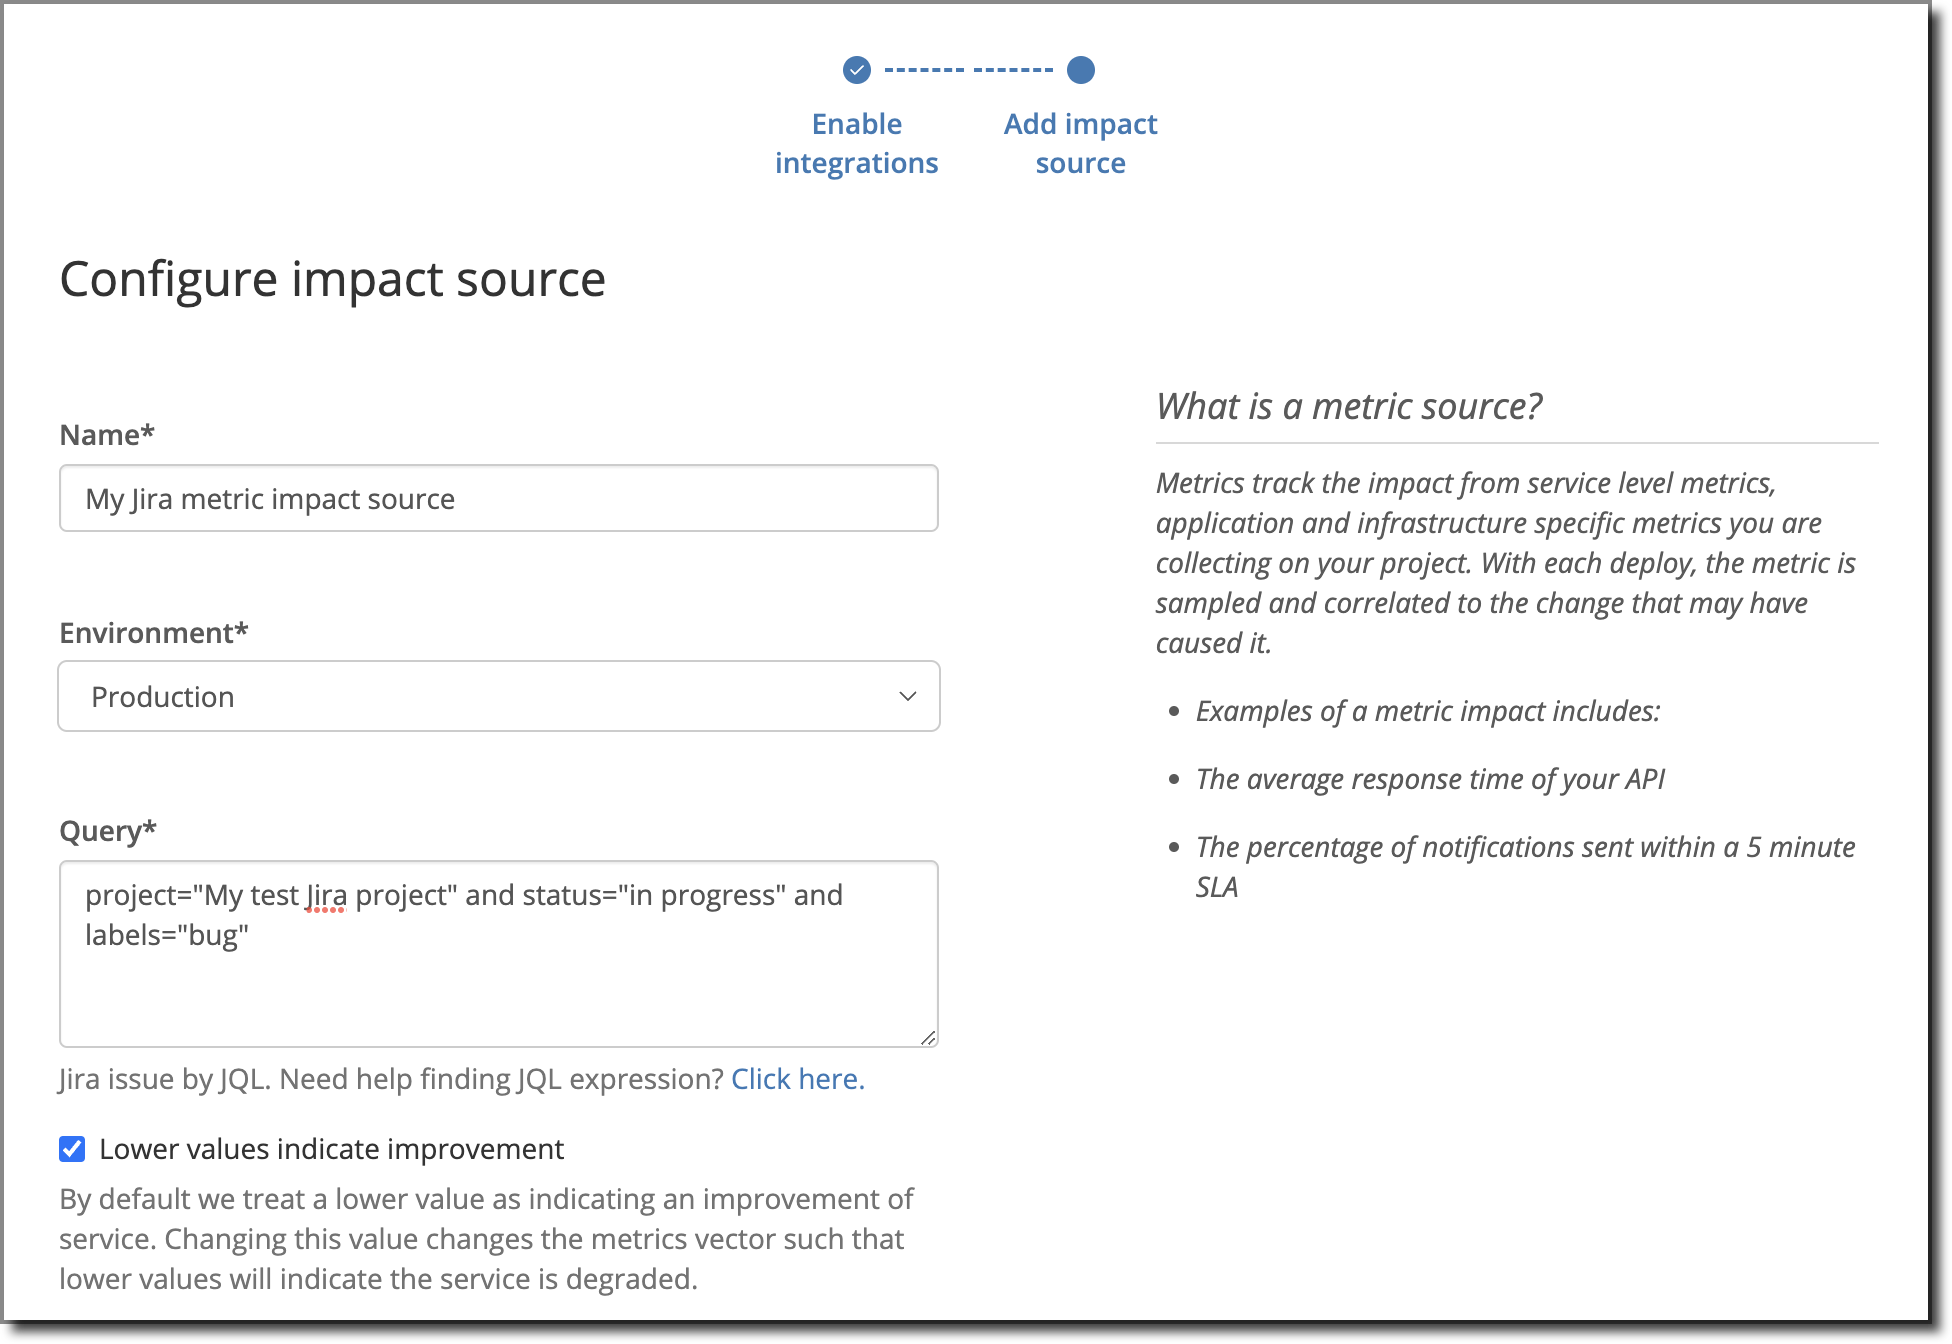 Enable
integrations
Add impact
source
Configure impact source
Name*
My Jira metric impact source
Environment*
Production
Query*
project="My test Jira project" and status="in progress" and
labels="bug"
Jira issue by JQL. Need help finding JQL expression? Click here.
Lower values indicate improvement
By default we treat a lower value as indicating an improvement of
service. Changing this value changes the metrics vector such that
lower values will indicate the service is degraded.
What is a metric source?
Metrics track the impact from service level metrics,
application and infrastructure specific metrics you are
collecting on your project. With each deploy, the metric is
sampled and correlated to the change that may have
caused it.
• Examples of a metric impact includes:
• The average response time of your API
• The percentage of notifications sent within a 5 minute
SLA